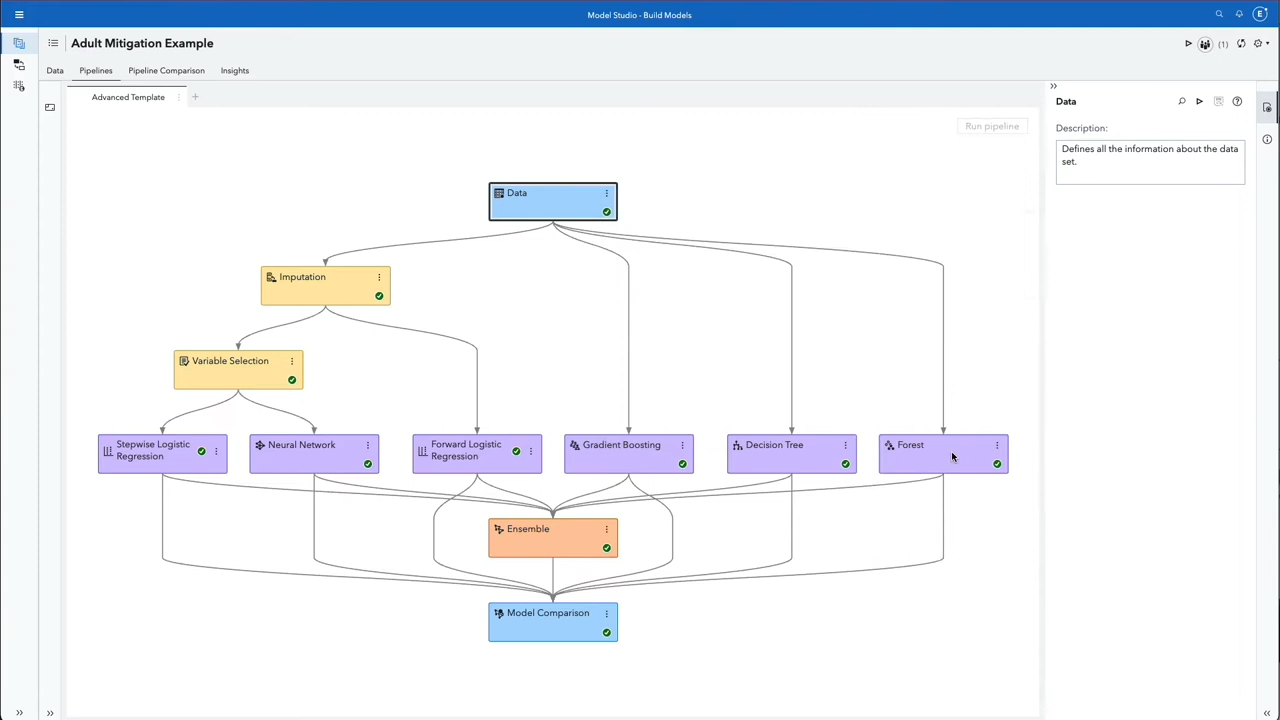 Model Studio - Build Models
E
Adult Mitigation Example
(1)
Data
Pipelines
Pipeline Comparison
Insights
Advanced Template
+
Run pipeline
Data
Description:
Defines all the information about the data
set.
Data
Imputation
Variable Selection
Stepwise Logistic
Regression
Neural Network
Forward Logistic
Regression
Gradient Boosting
Decision Tree
Forest
Ensemble
Model Comparison